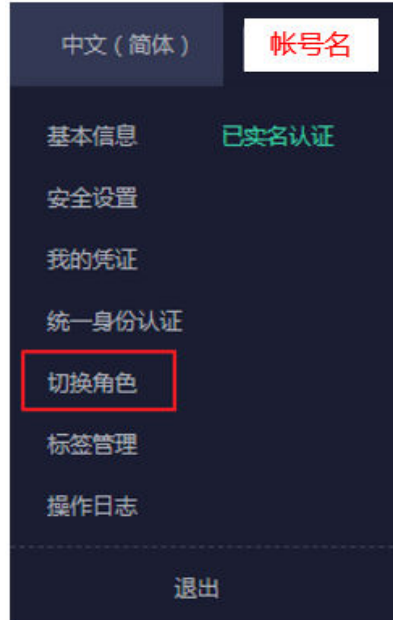 中文（简体） 帐号名
基本信息 已实名认证
安全设置
我的凭证
统一身份认证
切换角色
标签管理
操作日志
退出